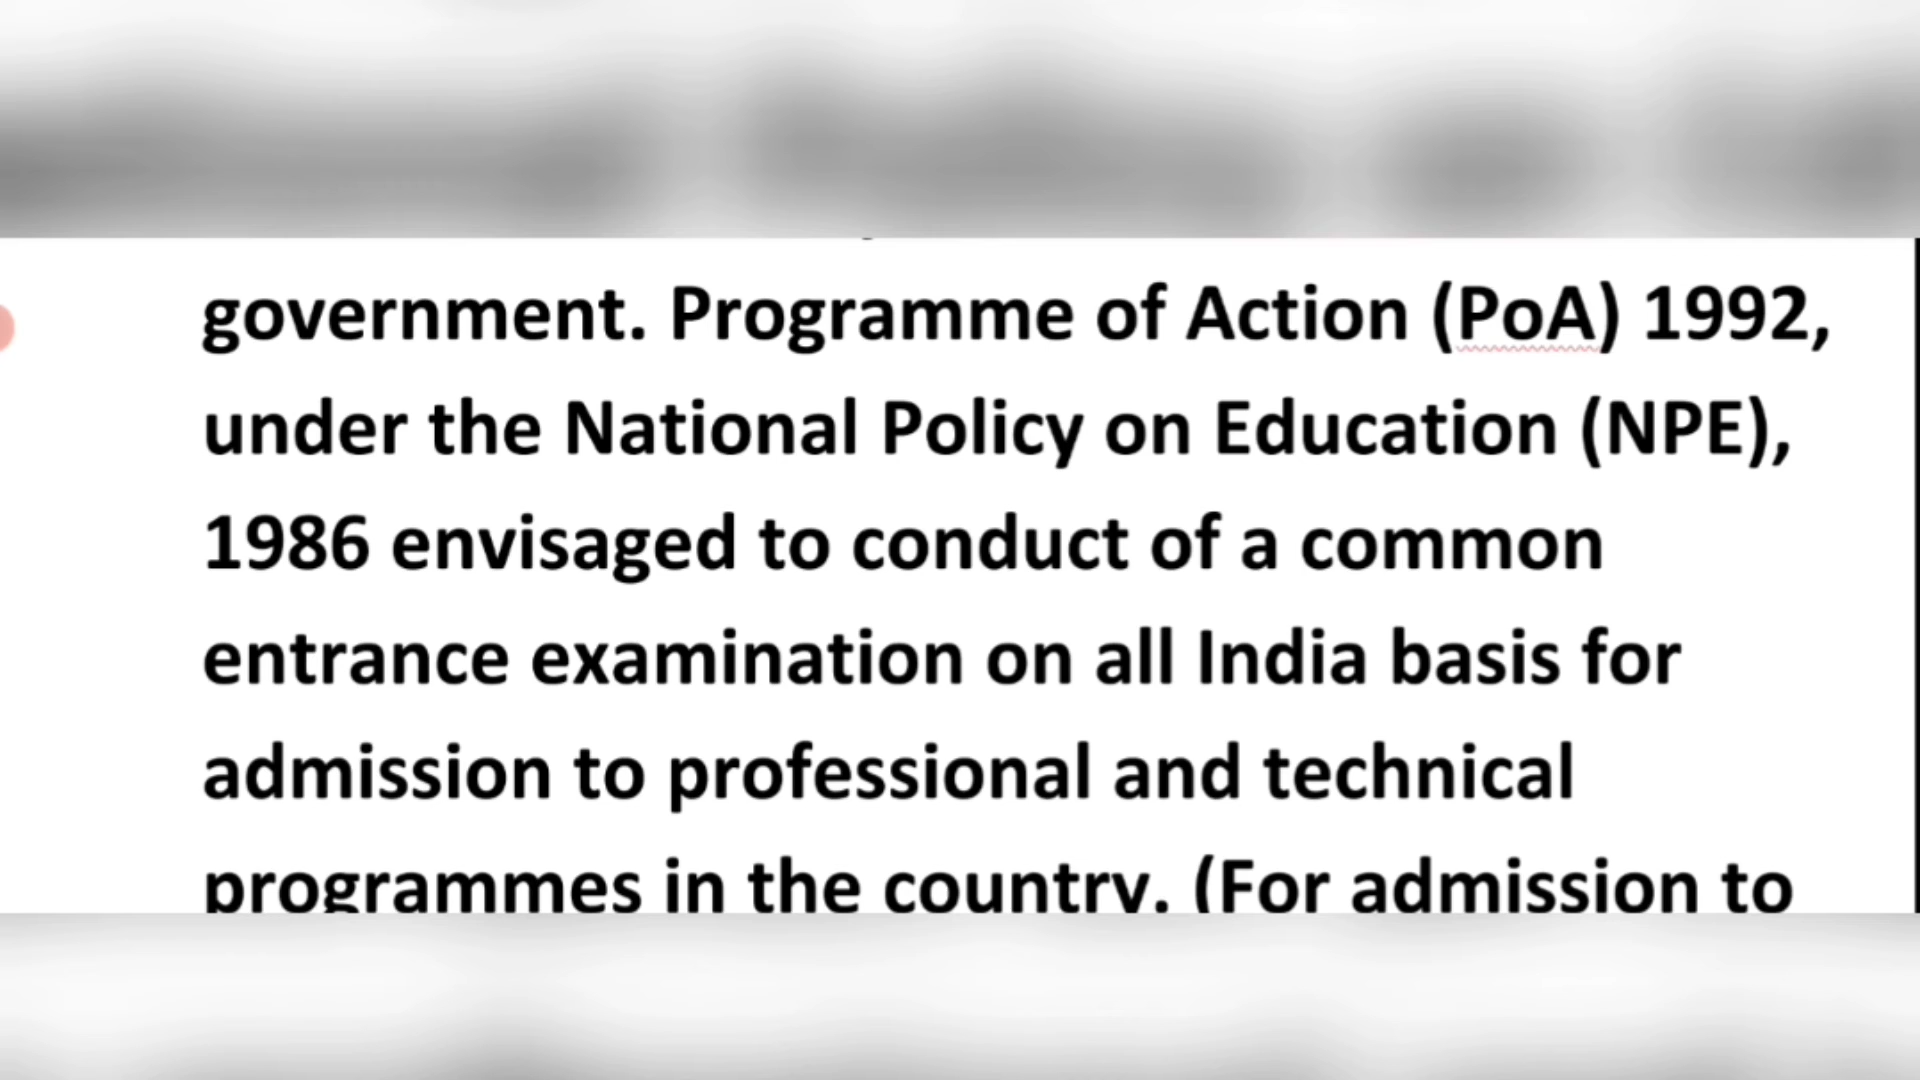 government. Programme of Action (PoA) 1992,
under the National Policy on Education (NPE),
1986 envisaged to conduct of a common
entrance examination on all India basis for
admission to professional and technical
programmes in the country. (For admission to